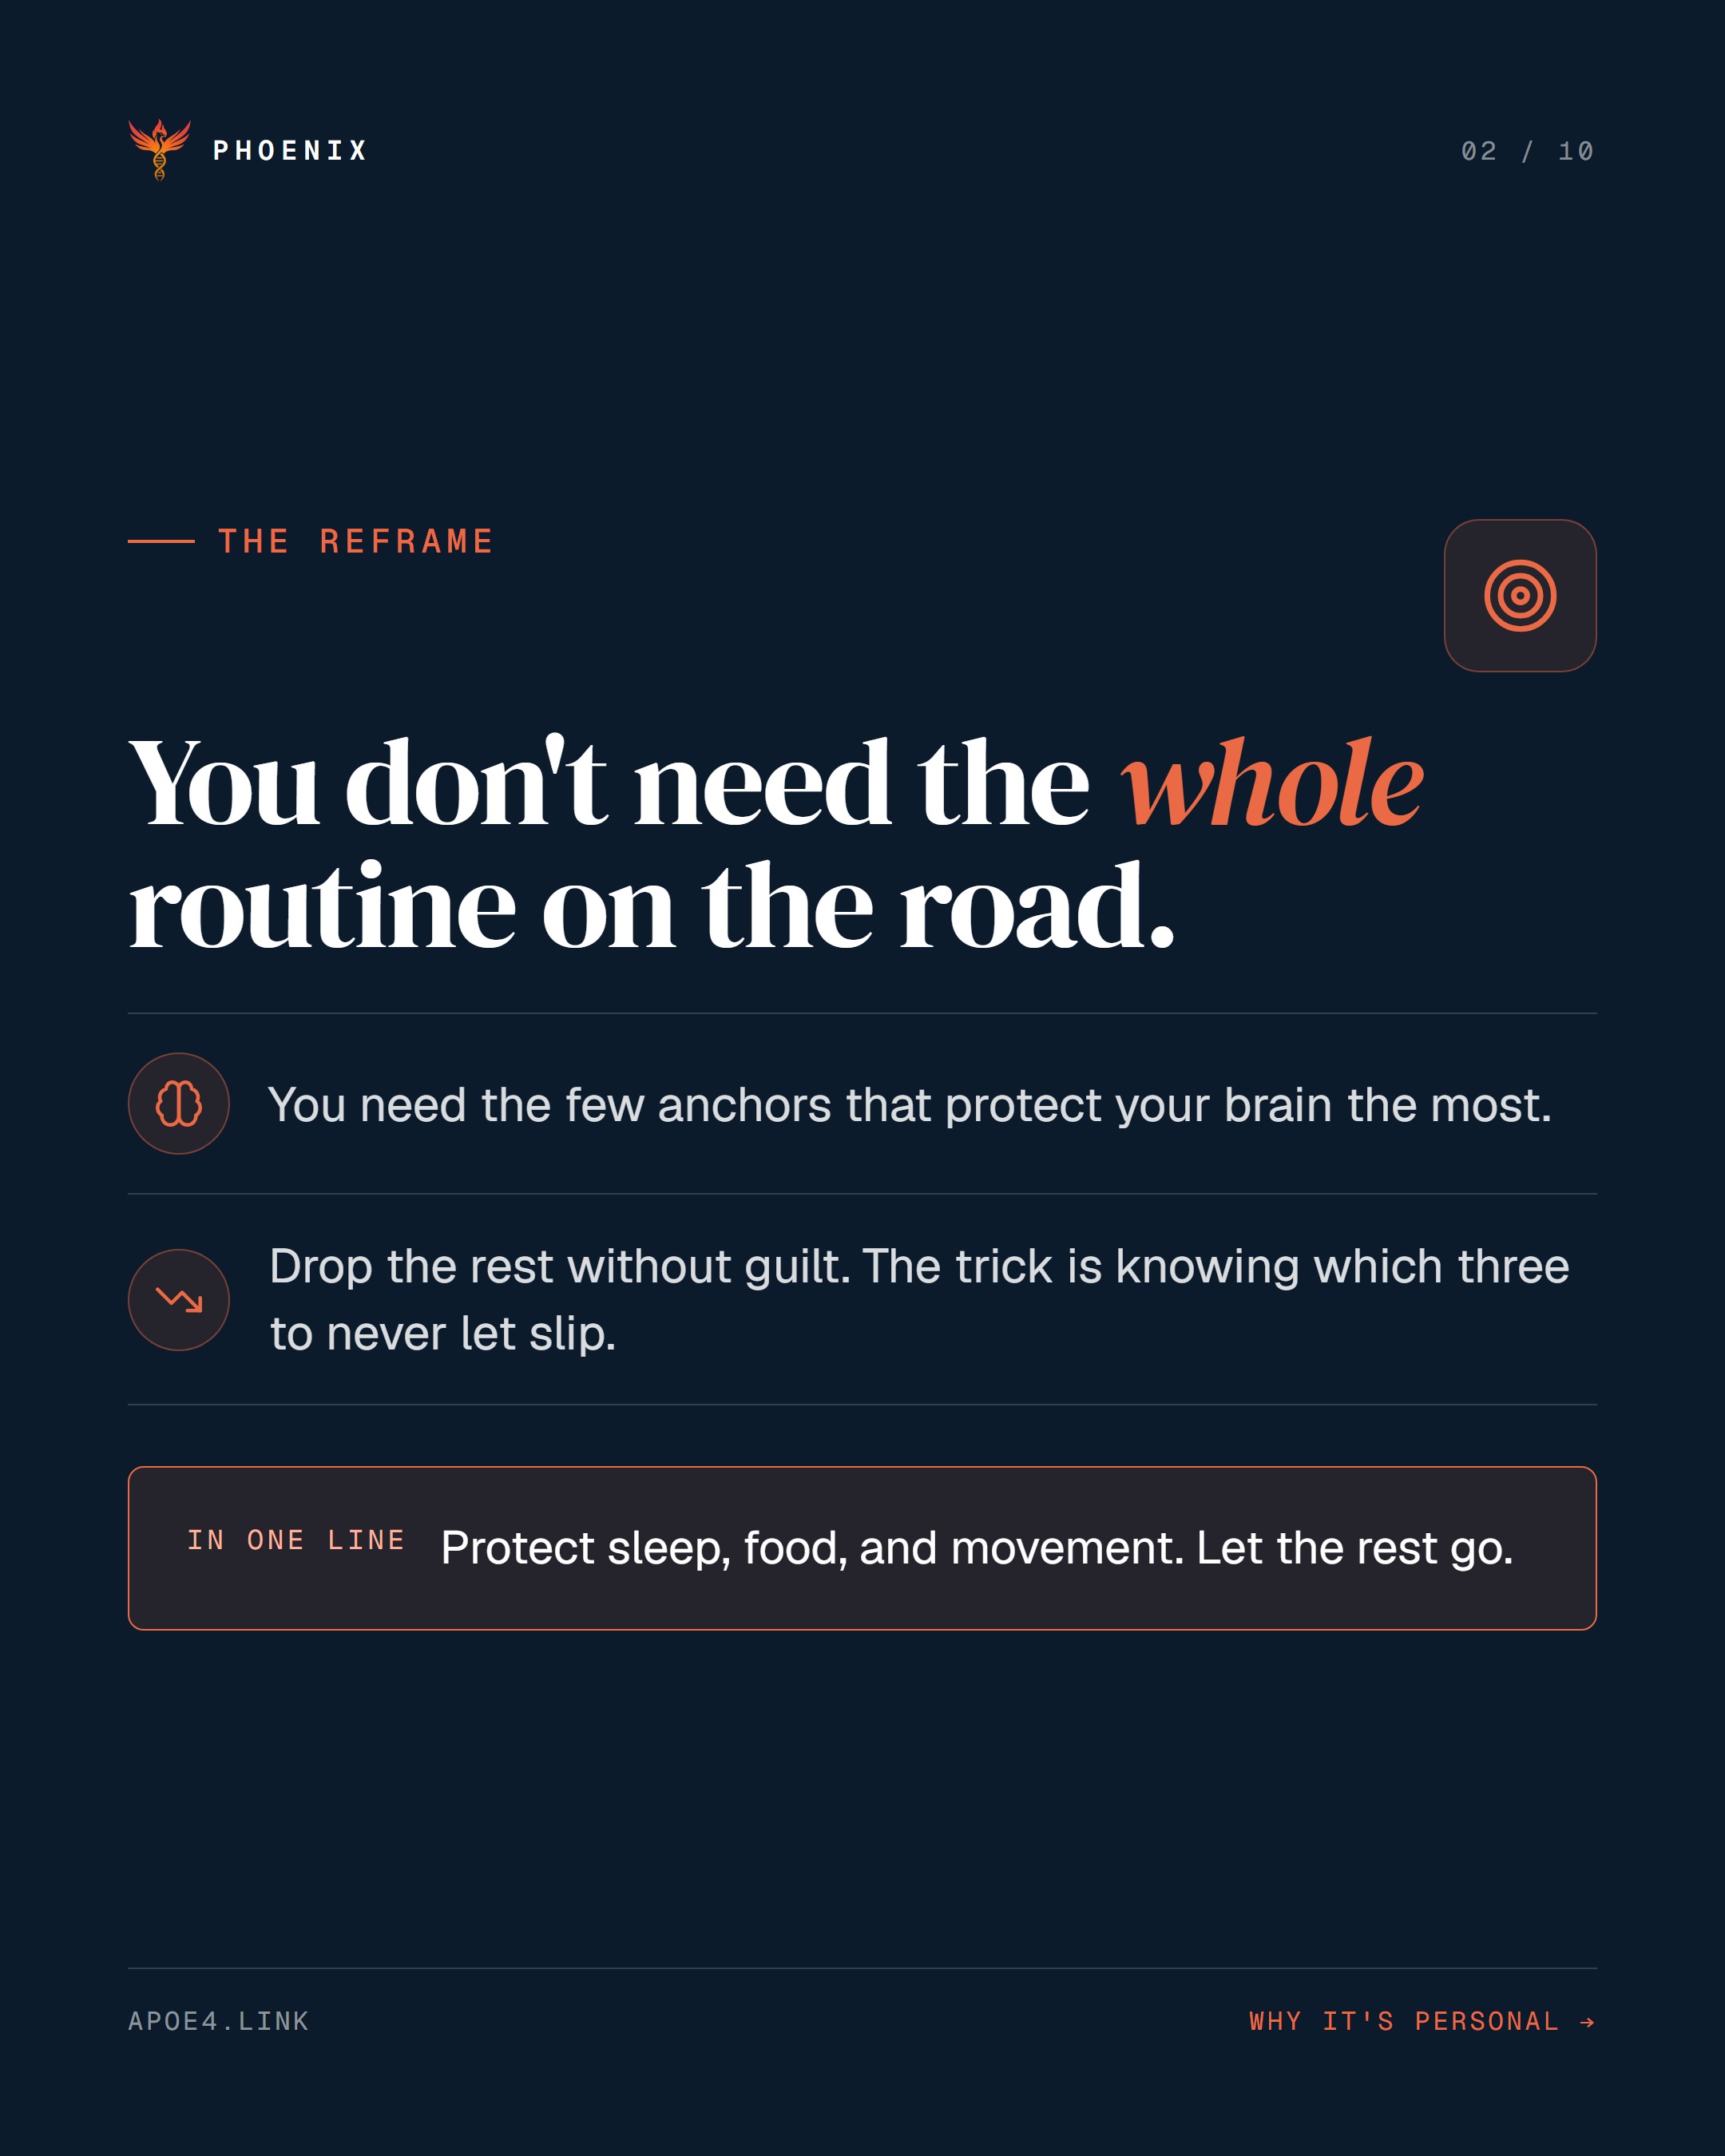 PHOENIX
02 / 10
THE REFRAME
You don't need the whole
routine on the road.
You need the few anchors that protect your brain the most.
Drop the rest without guilt. The trick is knowing which three
to never let slip.
IN ONE LINE Protect sleep, food, and movement. Let the rest go.
APOE4.LINK
WHY IT'S PERSONAL →